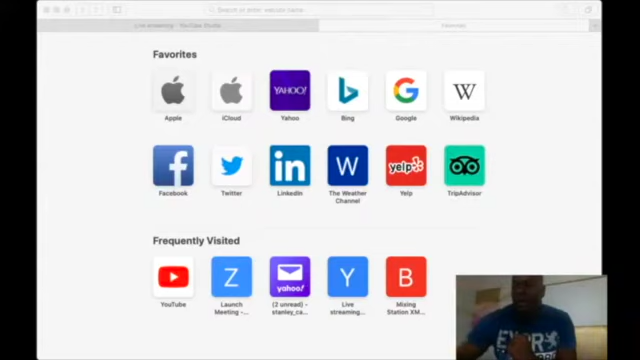 Search or enter website name
Live streaming - YouTube Studio
Favorites
Favorites
YAHOO!
W
W
yelp
in
Apple
iCloud
Yahoo
Bing
Google
Wikipedia
Facebook
Twitter
LinkedIn
The Weather Channel
Yelp
TripAdvisor
Frequently Visited
Z
yahoo!
Y
B
YouTube
Launch Meeting -...
(2 unread) - stanley_ca...
Live streaming...
Mixing Station XM...